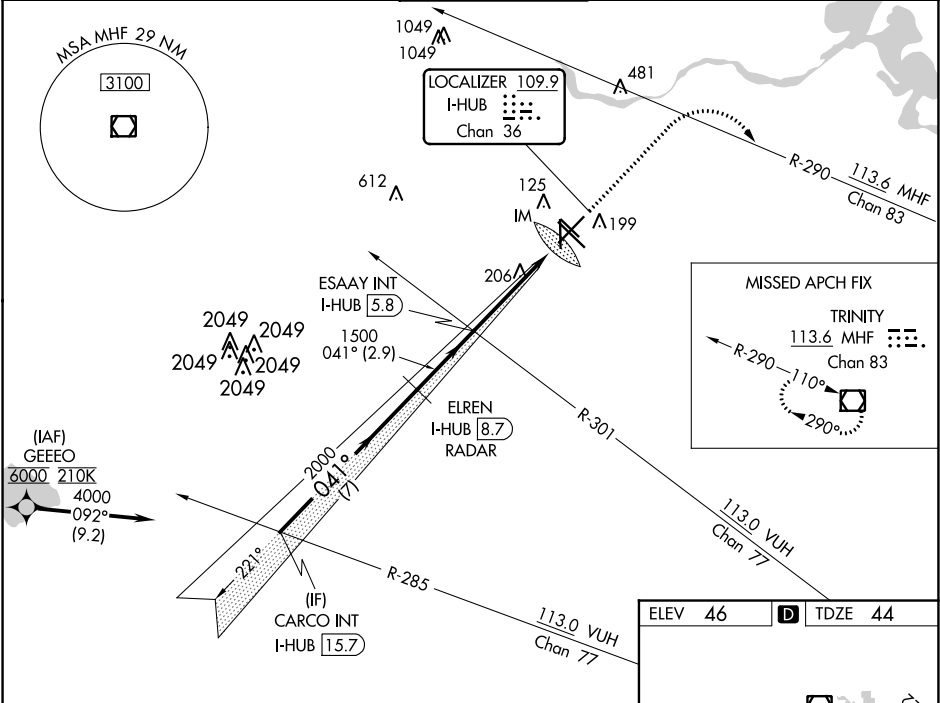 MSA MHF 29 NM
3100
1049
1049
LOCALIZER 109.9
I-HUB
Chan 36
481
R-290
113.6 MHF
Chan 83
612
125
IM
199
206
ESAAY INT
I-HUB 5.8
1500
041° (2.9)
2049
2049
2049
2049
2049
MISSED APCH FIX
TRINITY
113.6 MHF
Chan 83
R-290
110°
290°
ELREN
I-HUB 8.7
RADAR
R-301
113.0 VUH
Chan 77
(IAF)
GEEEO
6000 210K
4000
092°
(9.2)
2000
041°
(7)
221°
(IF)
CARCO INT
I-HUB 15.7
R-285
113.0 VUH
Chan 77
ELEV 46
D
TDZE 44